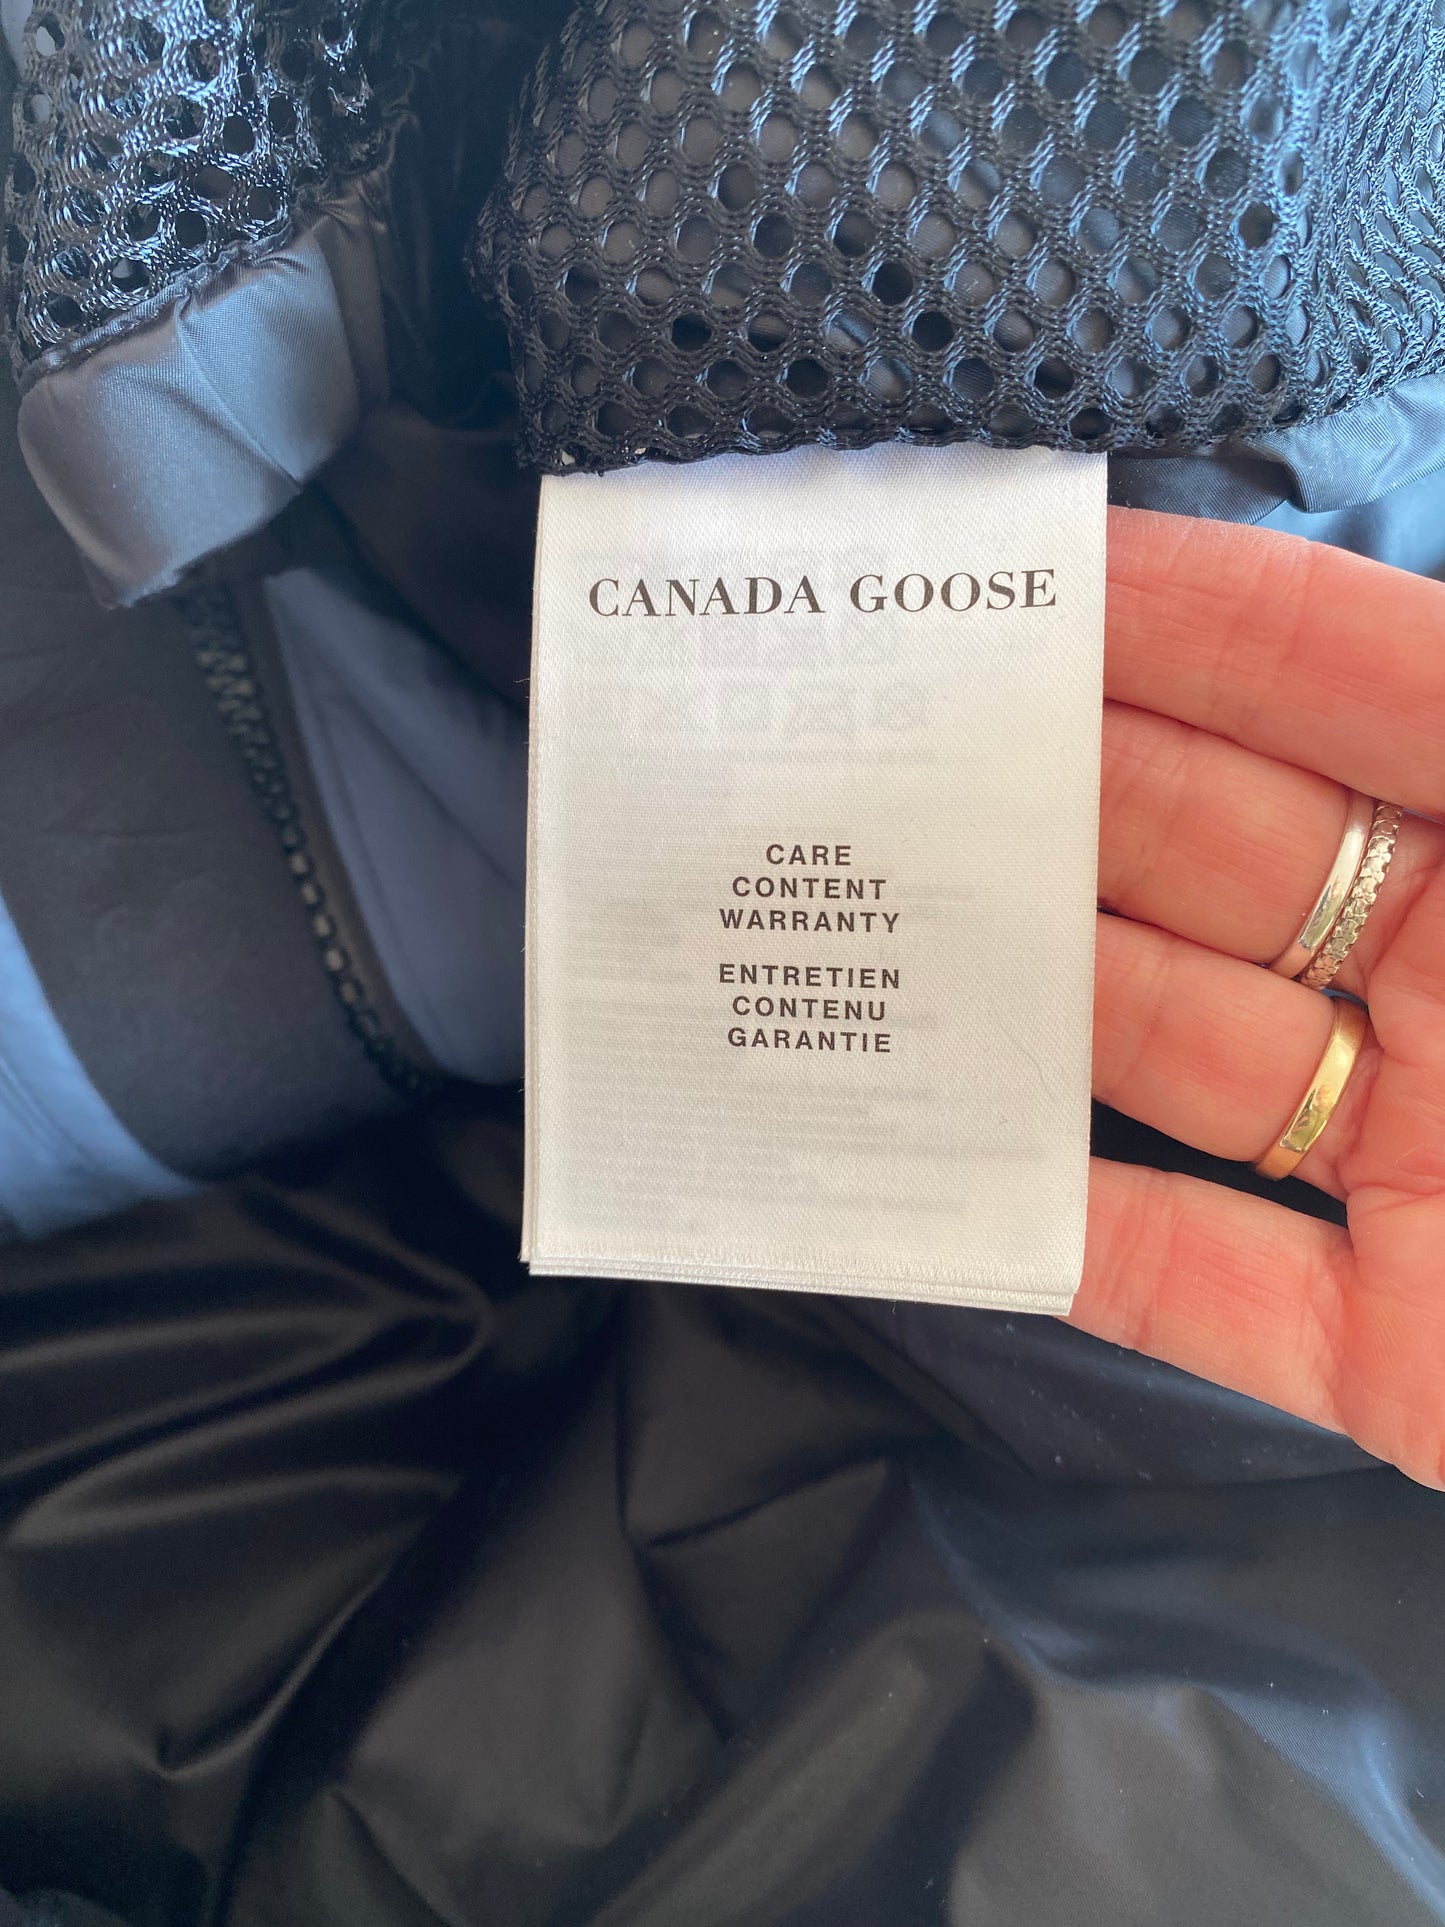 CANADA GOOSE
CARE
CONTENT
WARRANTY
ENTRETIEN
CONTENU
GARANTIE